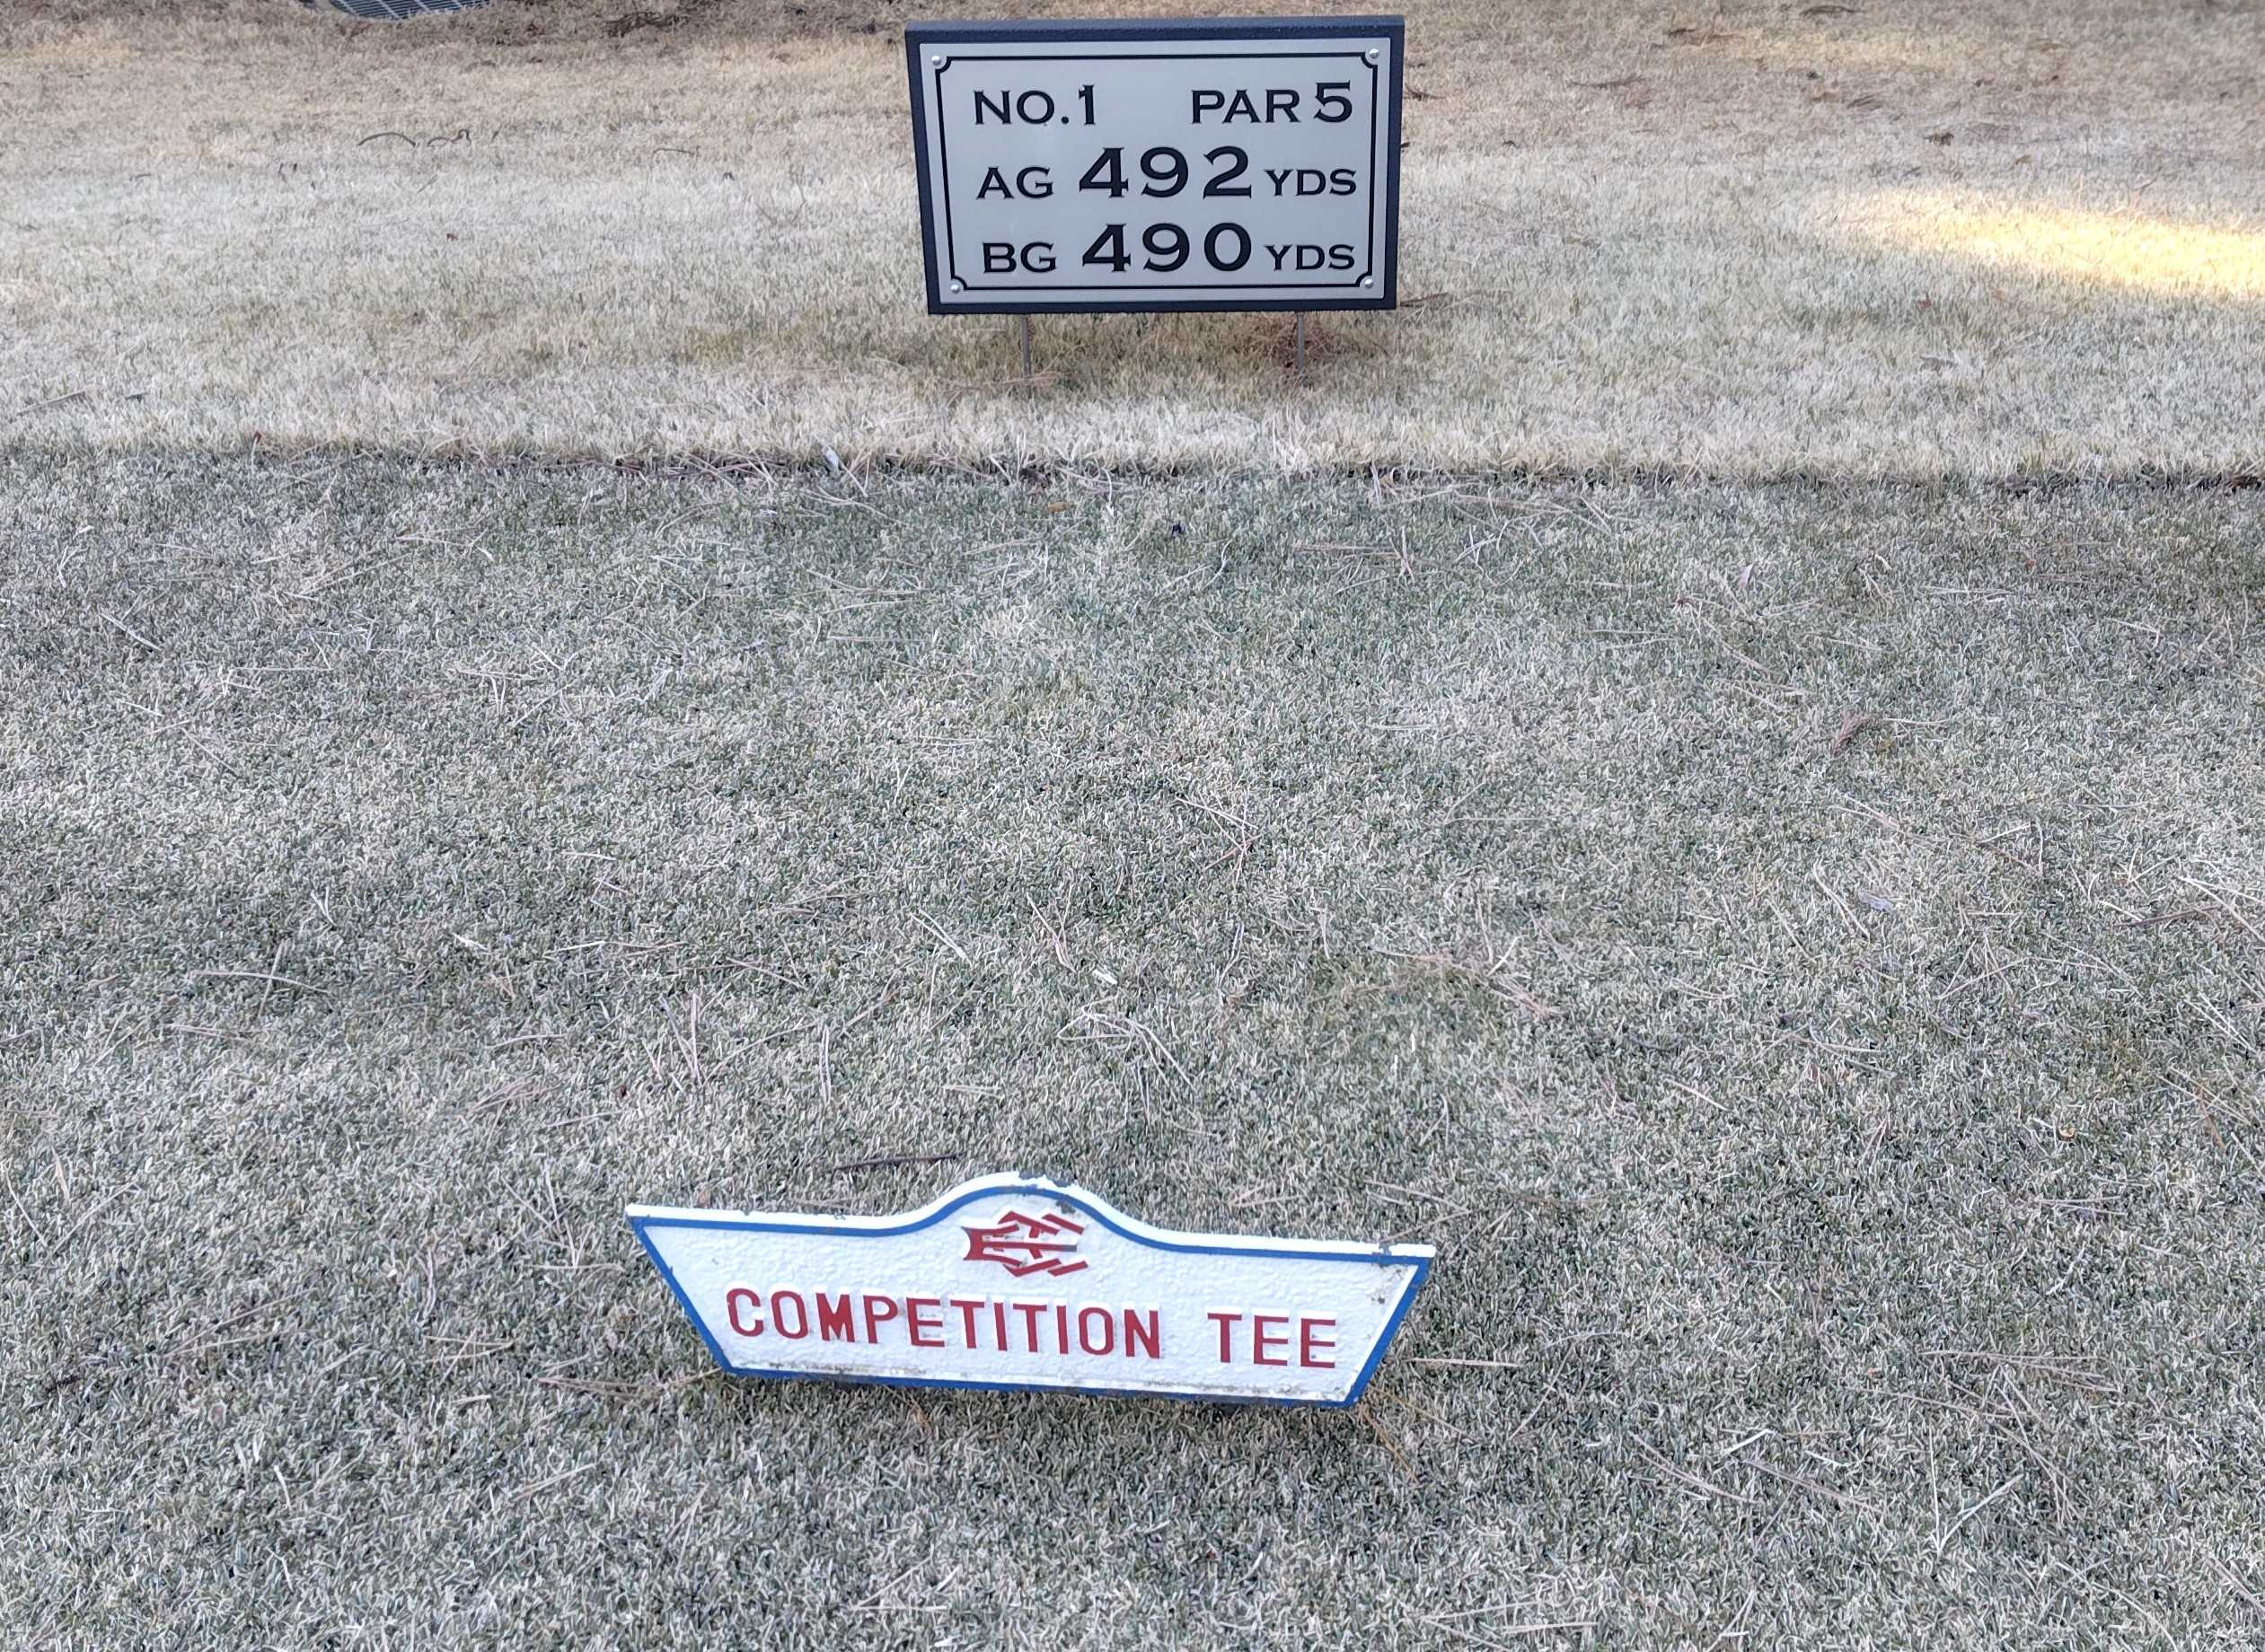 NO.1 PAR 5
AG 492 YDS
BG 490 YDS
COMPETITION TEE